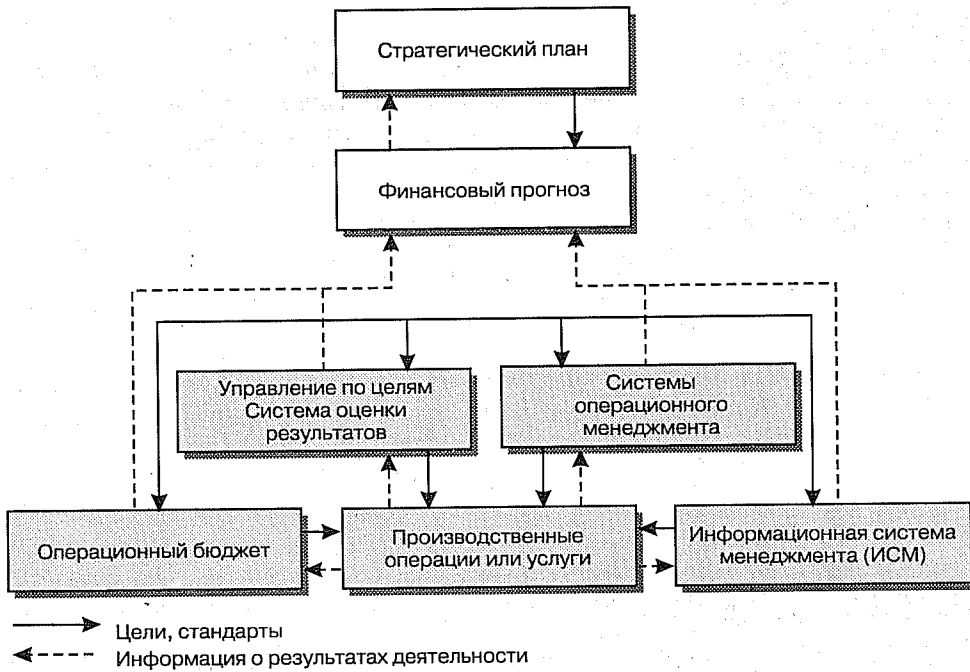 Стратегический план
Финансовый прогноз
Управление по целям
Система оценки
результатов
Системы
операционного
менеджмента
Операционный бюджет
Производственные
операции или услуги
Информационная система
менеджмента (ИСМ)
Цели, стандарты
Информация о результатах деятельности